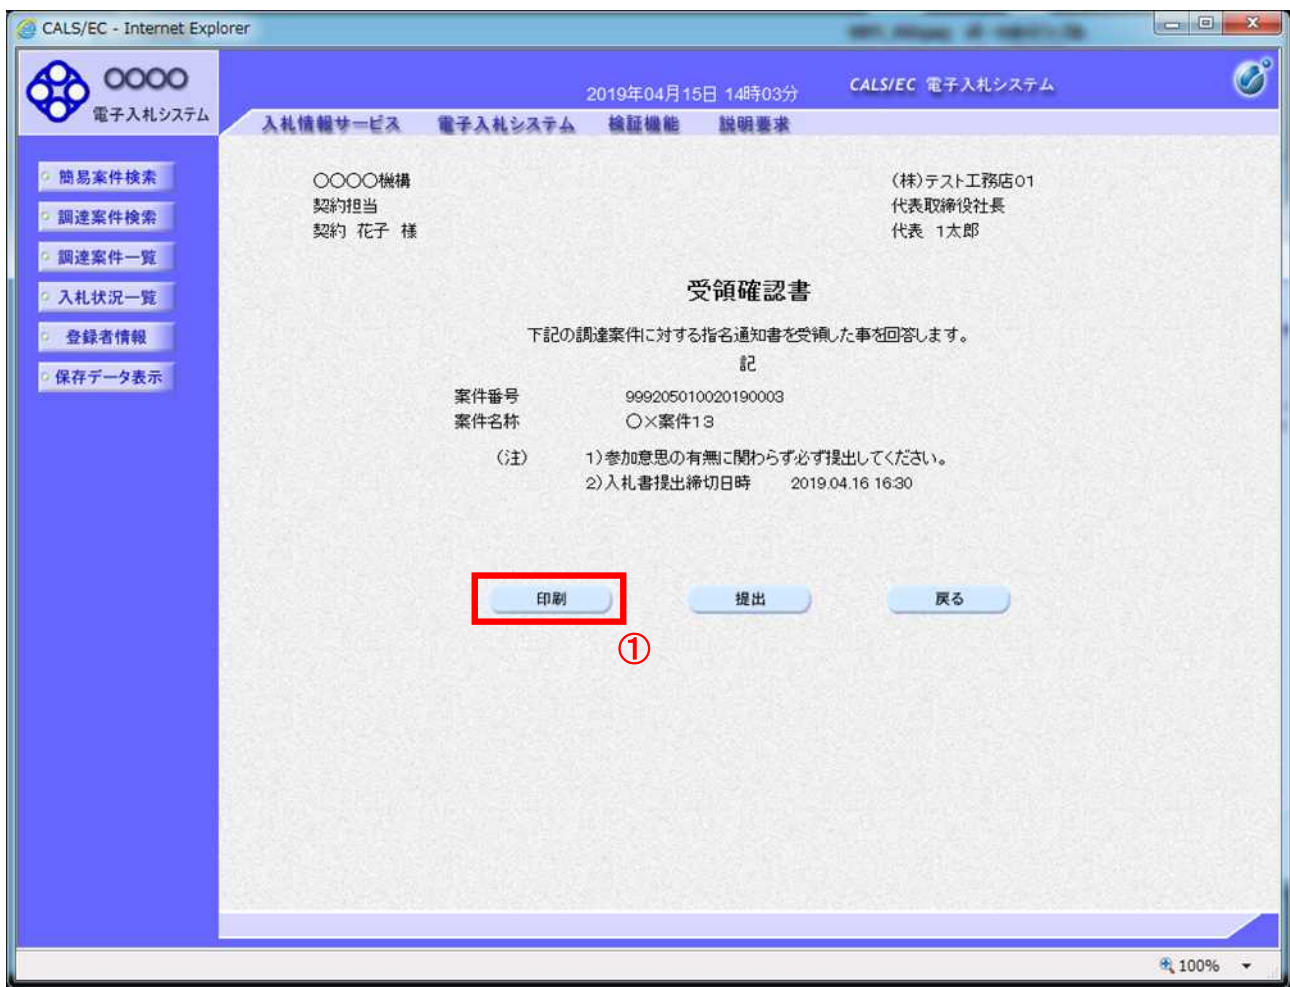 CALS/EC - Internet Explorer
○○○○
電子入札システム
2019年04月15日 14時03分
CALS/EC 電子入札システム
入札情報サービス 電子入札システム 検証機能 説明要求
簡易案件検索
調達案件検索
調達案件一覧
入札状況一覧
登録者情報
保存データ表示
○○○○機構
契約担当
契約 花子 様
(株)テスト工務店01
代表取締役社長
代表 1太郎
受領確認書
下記の調達案件に対する指名通知書を受領した事を回答します。
記
案件番号 999205010020190003
案件名称 ○×案件13
(注) 1)参加意思の有無に関わらず必ず提出してください。
2)入札書提出締切日時 2019.04.16 16:30
印刷 提出 戻る
①
100%